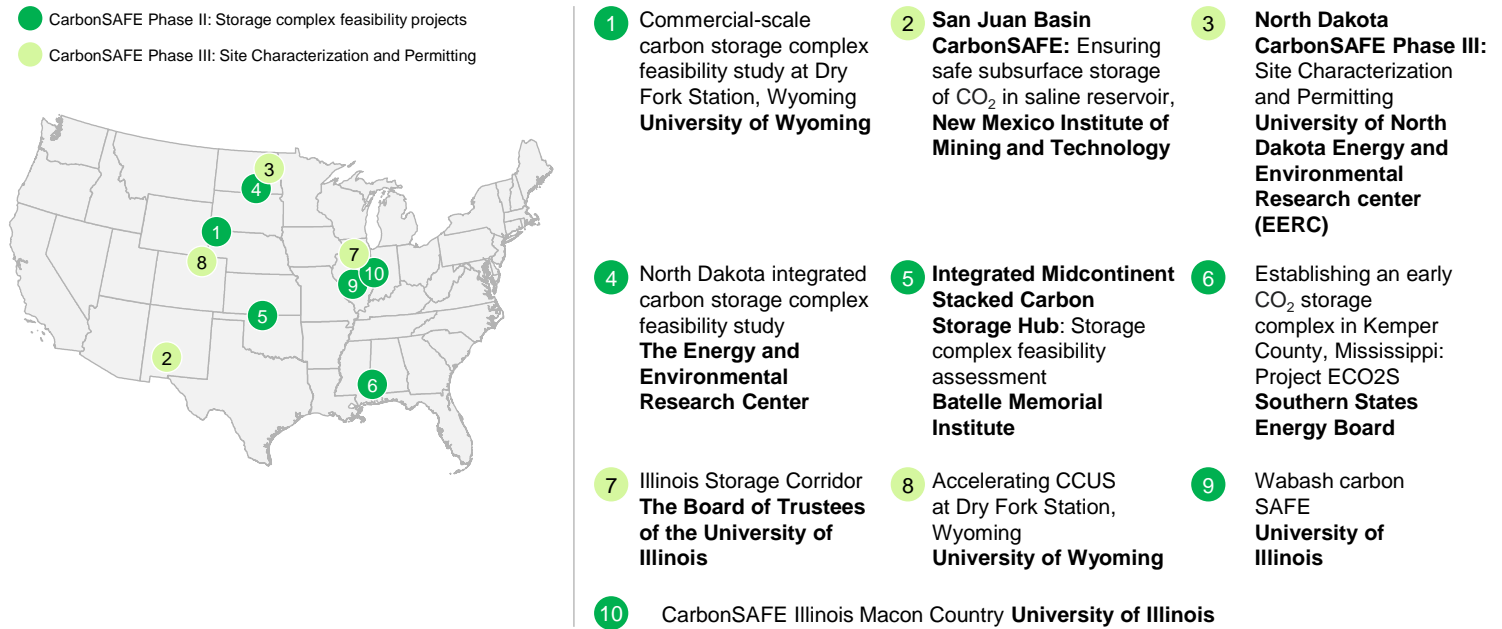 CarbonSAFE Phase II: Storage complex feasibility projects
CarbonSAFE Phase III: Site Characterization and Permitting
3
4
1
8
7
10
9
5
2
6
1
Commercial-scale
carbon storage complex
feasibility study at Dry
Fork Station, Wyoming
University of Wyoming
2
San Juan Basin
CarbonSAFE: Ensuring
safe subsurface storage
of CO₂ in saline reservoir,
New Mexico Institute of
Mining and Technology
3
North Dakota
CarbonSAFE Phase III:
Site Characterization
and Permitting
University of North
Dakota Energy and
Environmental
Research center
(EERC)
4
North Dakota integrated
carbon storage complex
feasibility study
The Energy and
Environmental
Research Center
5
Integrated Midcontinent
Stacked Carbon
Storage Hub: Storage
complex feasibility
assessment
Batelle Memorial
Institute
6
Establishing an early
CO₂ storage
complex in Kemper
County, Mississippi:
Project ECO2S
Southern States
Energy Board
7
Illinois Storage Corridor
The Board of Trustees
of the University of
Illinois
8
Accelerating CCUS
at Dry Fork Station,
Wyoming
University of Wyoming
9
Wabash carbon
SAFE
University of
Illinois
10
CarbonSAFE Illinois Macon Country University of Illinois